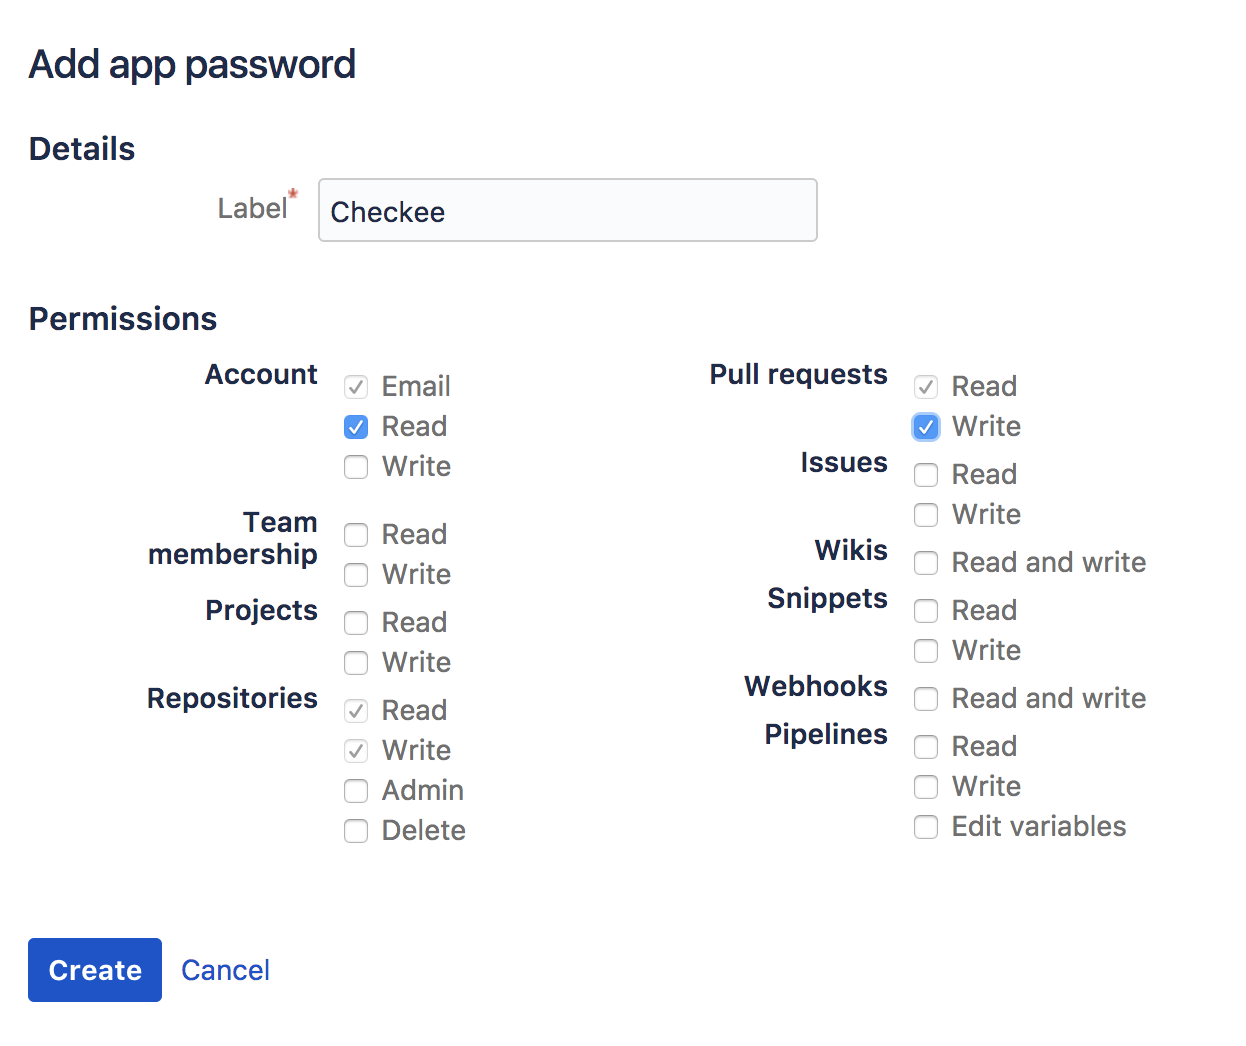 Add app password
Details
Label*
Checkee
Permissions
Account
Email
Read
Write
Team
membership
Read
Write
Projects
Read
Write
Repositories
Read
Write
Admin
Delete
Pull requests
Read
Write
Issues
Read
Write
Wikis
Read and write
Snippets
Read
Write
Webhooks
Read and write
Pipelines
Read
Write
Edit variables
Create
Cancel